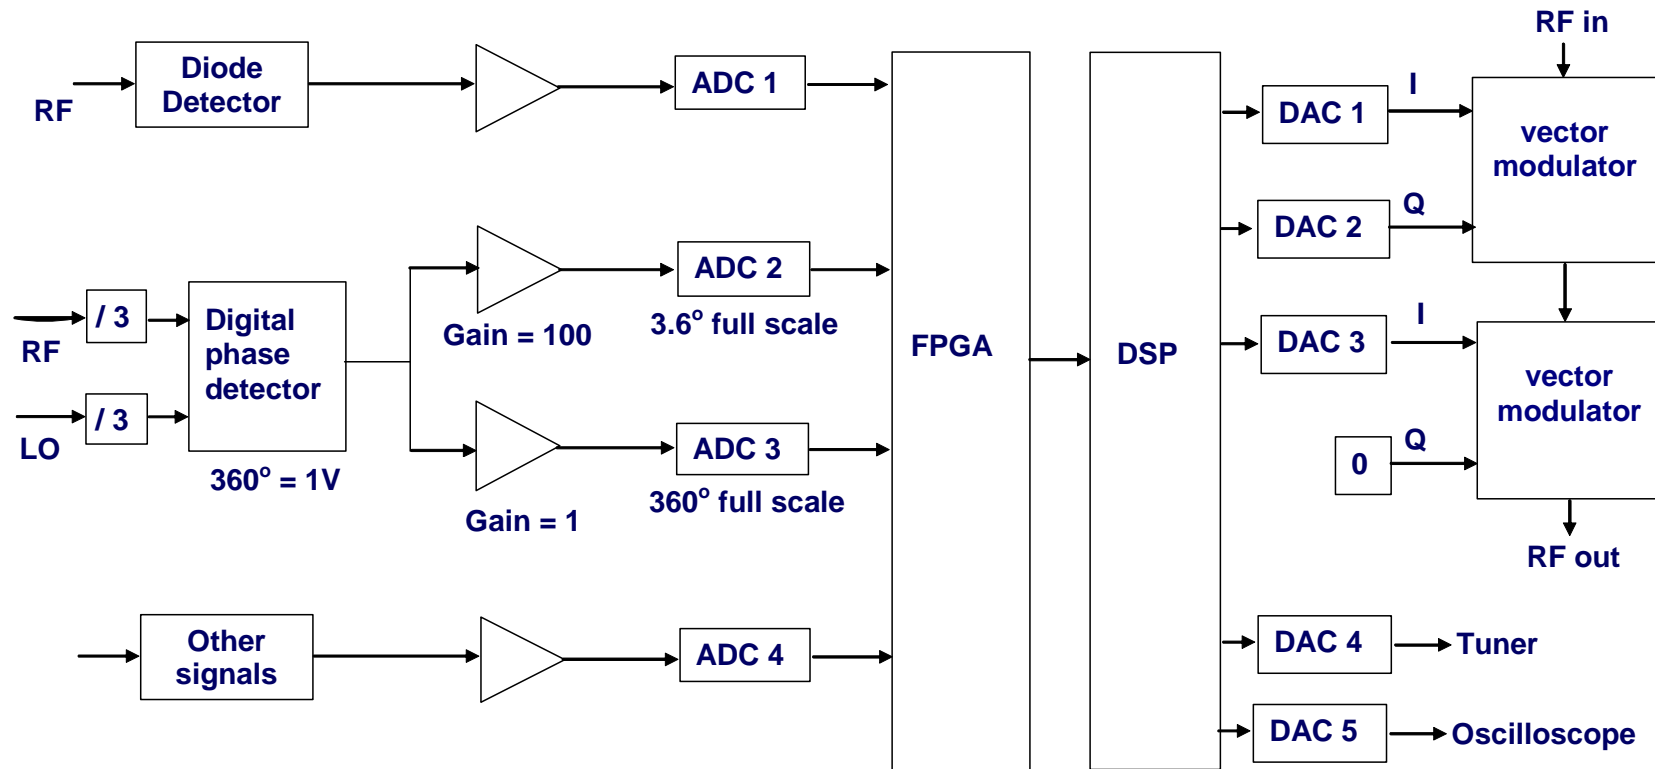 RF in
Diode
Detector
ADC 1
RF
I
DAC 1
vector
modulator
Q
DAC 2
ADC 2
Gain = 100
3.6° full scale
/ 3
RF
/ 3
LO
Digital
phase
detector
360° = 1V
FPGA
DSP
I
DAC 3
vector
modulator
ADC 3
360° full scale
Gain = 1
0
Q
RF out
Other
signals
ADC 4
DAC 4
Tuner
DAC 5
Oscilloscope